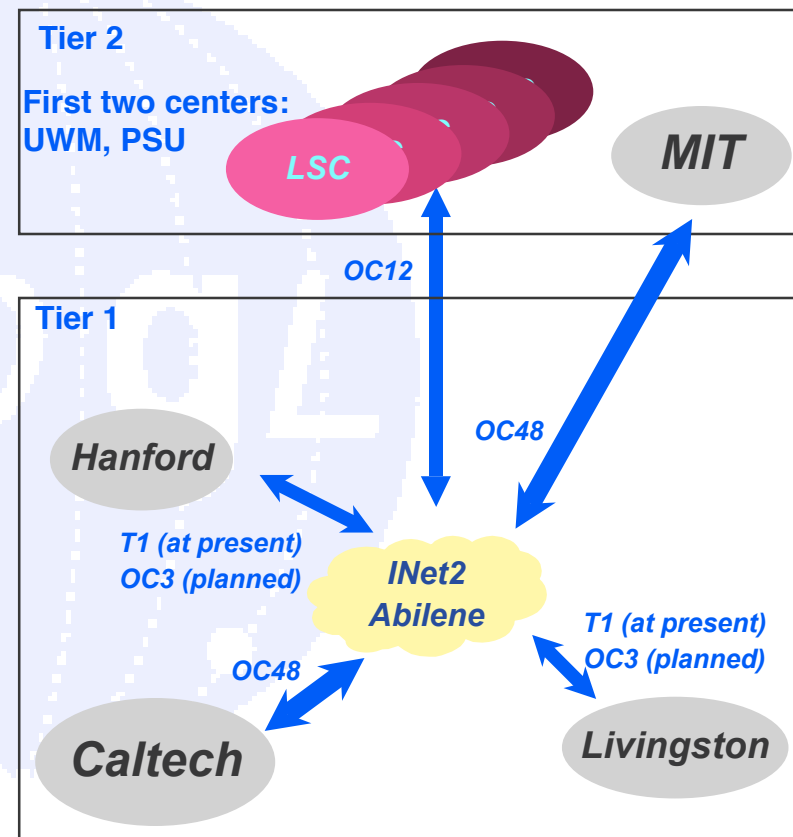 Tier 2
First two centers:
UWM, PSU
LSC
MIT
OC12
Tier 1
OC48
Hanford
T1 (at present)
OC3 (planned)
INet2
Abilene
T1 (at present)
OC3 (planned)
OC48
Caltech
Livingston